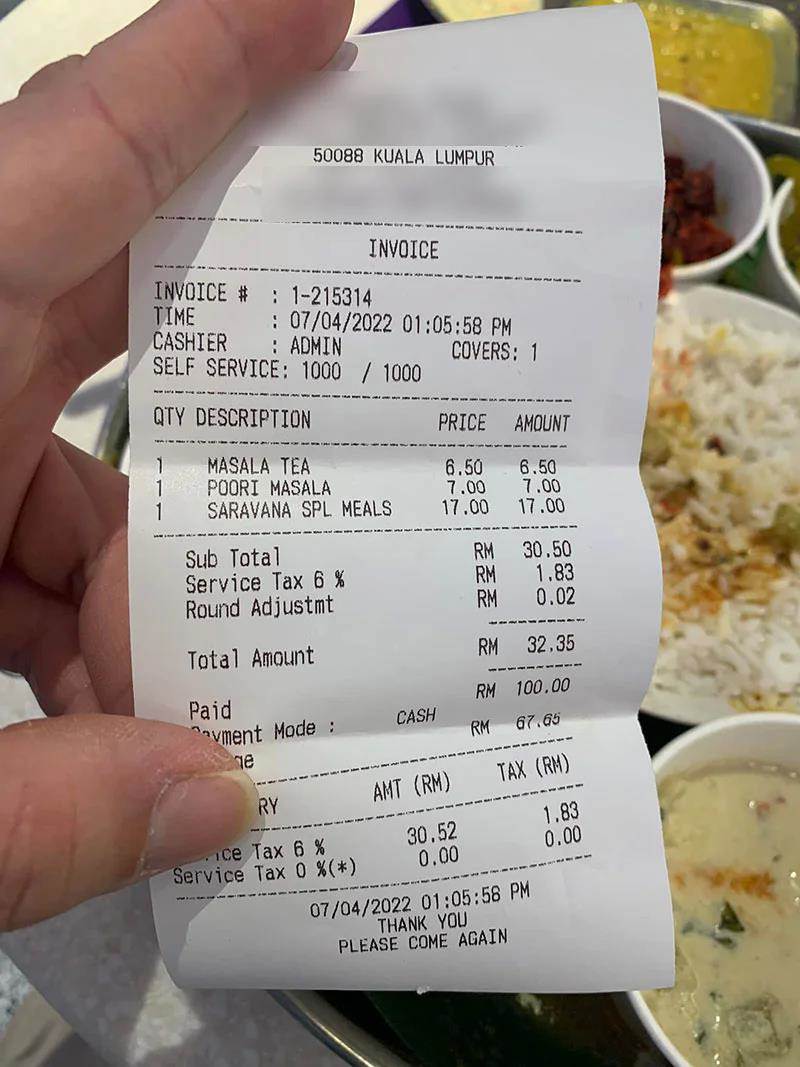 50088 KUALA LUMPUR
INVOICE
INVOICE # : 1-215314
TIME : 07/04/2022 01:05:58 PM
CASHIER : ADMIN COVERS: 1
SELF SERVICE: 1000 / 1000
QTY DESCRIPTION PRICE AMOUNT
1 MASALA TEA 6.50 6.50
1 POORI MASALA 7.00 7.00
1 SARAVANA SPL MEALS 17.00 17.00
Sub Total RM 30.50
Service Tax 6 % RM 1.83
Round Adjustmt RM 0.02
Total Amount RM 32.35
Paid RM 100.00
Mode : CASH
RM 67.65
AMT (RM) TAX (RM)
Tax 6 % 30.52 1.83
Service Tax 0 %(*) 0.00 0.00
07/04/2022 01:05:58 PM
THANK YOU
PLEASE COME AGAIN